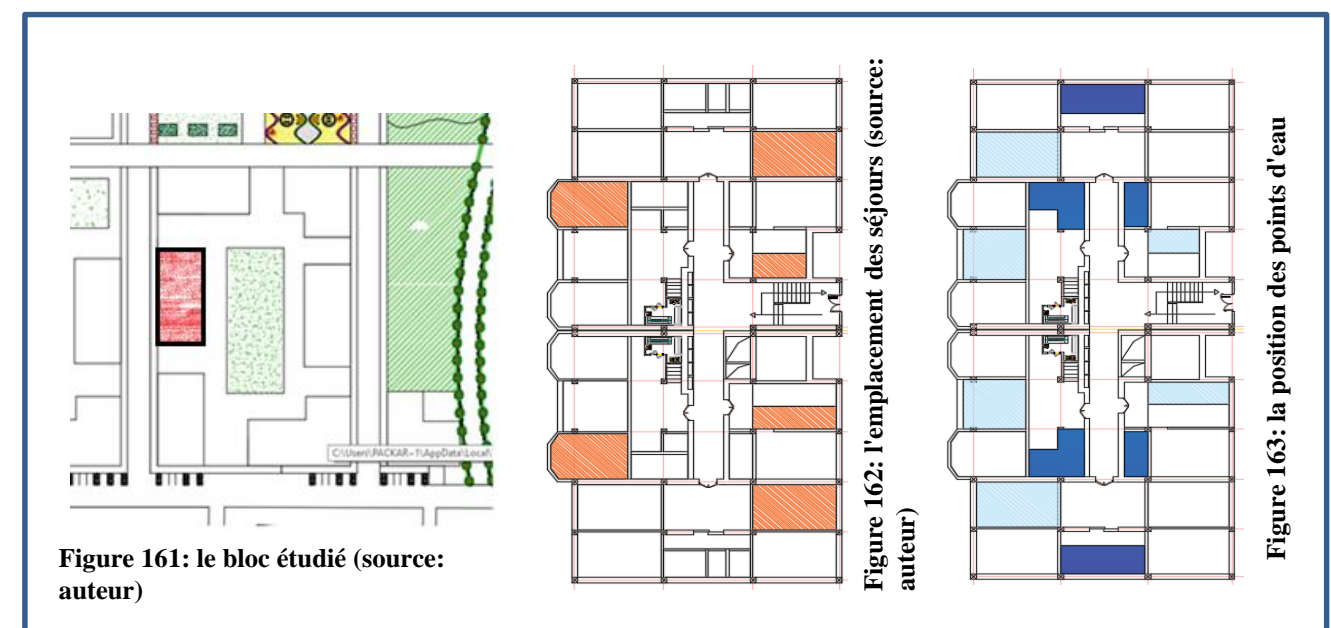 C:\Users\PACKAR~1\AppData\Local\
Figure 161: le bloc étudié (source:
auteur)
Figure 162: l'emplacement des séjours (source:
auteur)
Figure 163: la position des points d'eau